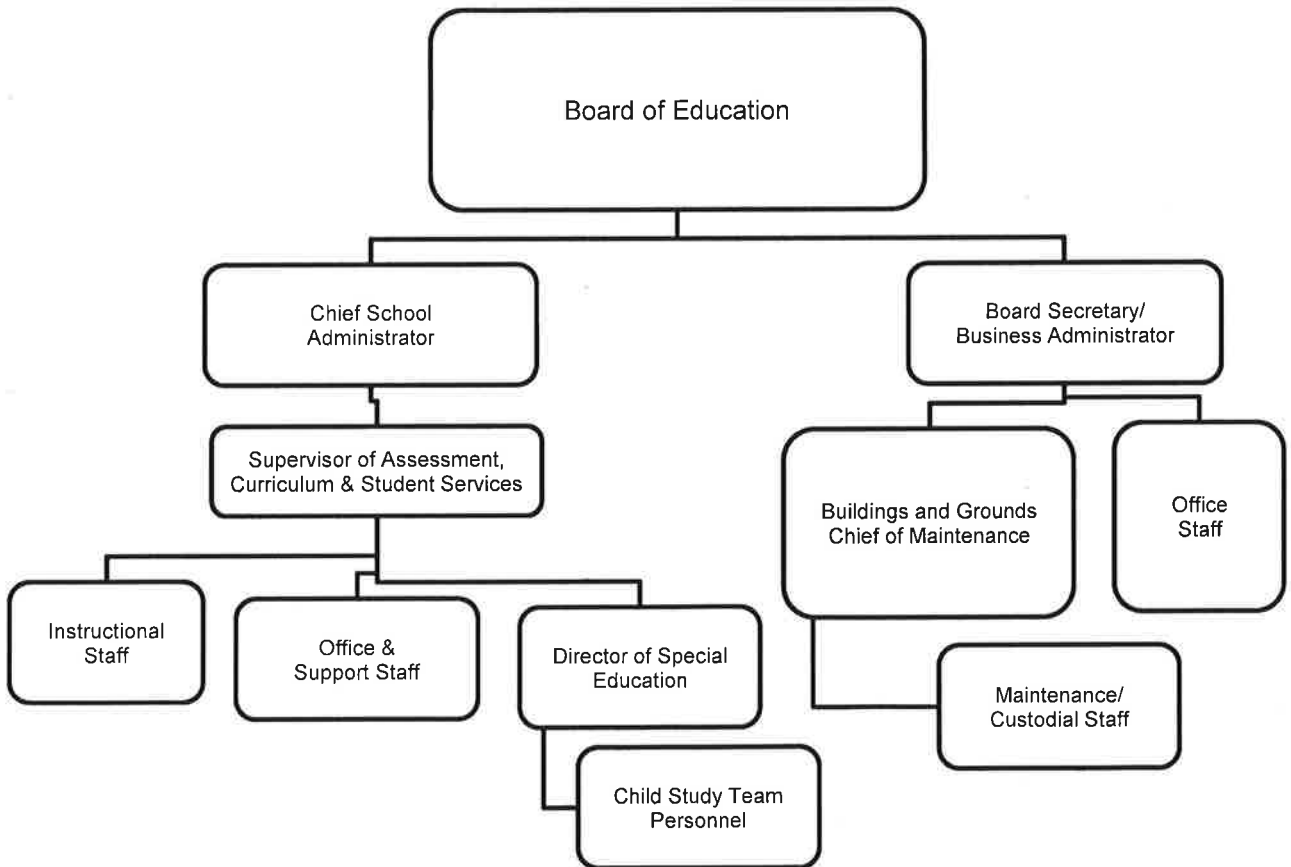 Board of Education
Chief School
Administrator
Board Secretary/
Business Administrator
Supervisor of Assessment,
Curriculum & Student Services
Buildings and Grounds
Chief of Maintenance
Office
Staff
Instructional
Staff
Office &
Support Staff
Director of Special
Education
Maintenance/
Custodial Staff
Child Study Team
Personnel